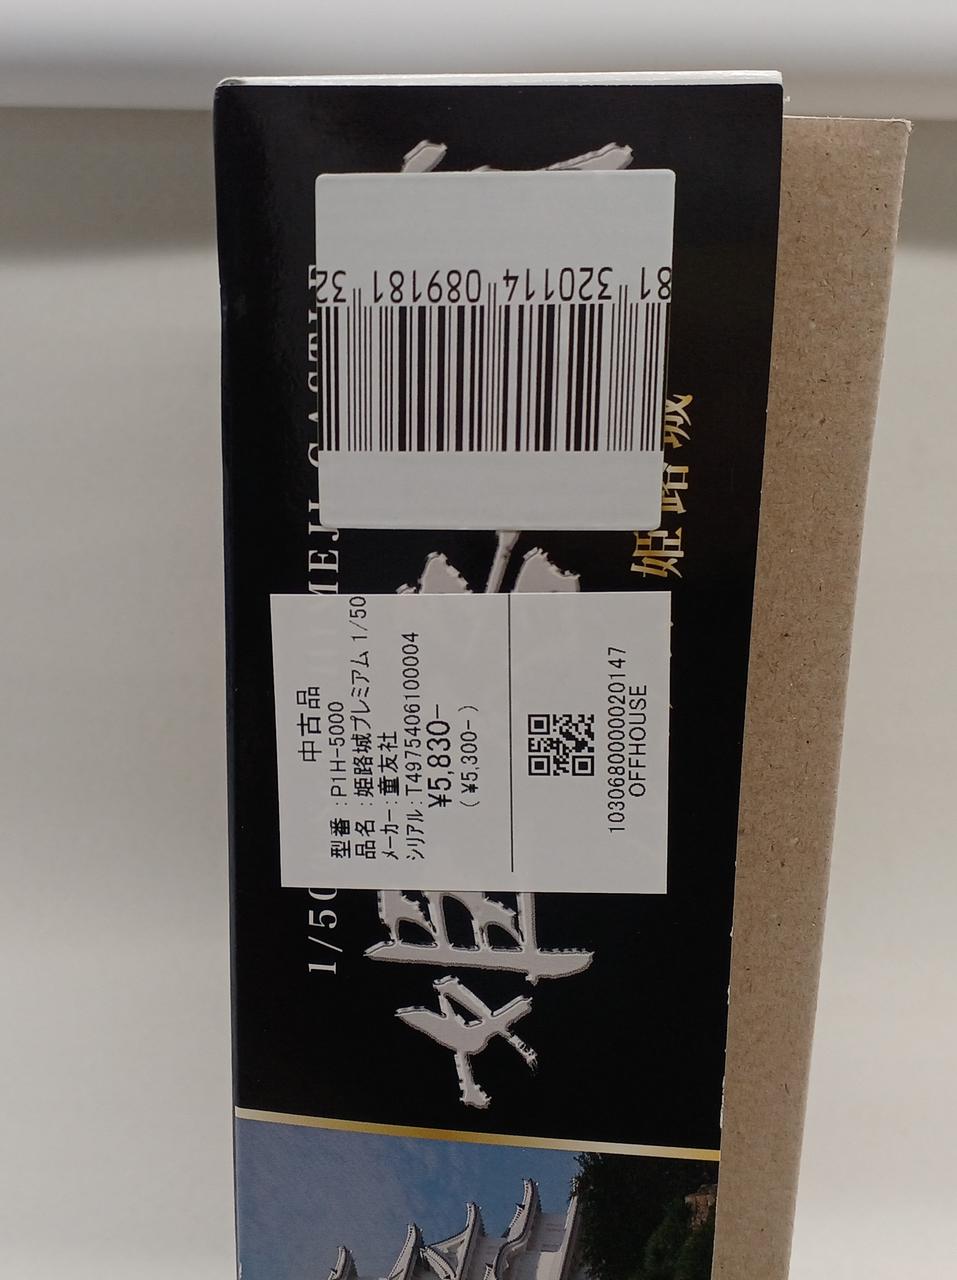 81 320114 089181 32
1/50
MEJI CASTLE
姫路城
中古品
型番:P1H-5000
品名:姫路城プレミアム 1/50
メーカー:童友社
シリアル:T4975406100004
¥5,830-
(¥5,300-)
1030680000020147
OFFHOUSE